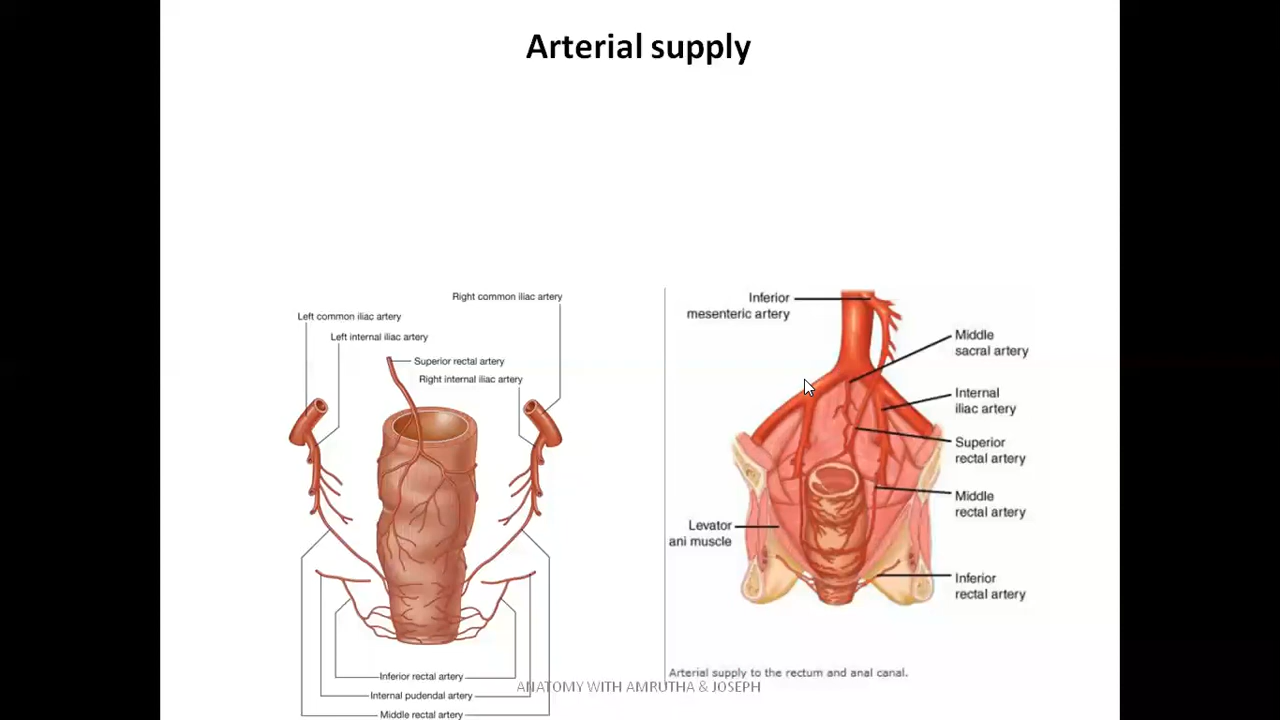 Arterial supply
Right common iliac artery
Left common iliac artery
Left internal iliac artery
Superior rectal artery
Right internal iliac artery
Inferior rectal artery
Internal pudendal artery
Middle rectal artery
Inferior
mesenteric artery
Middle
sacral artery
Internal
iliac artery
Superior
rectal artery
Middle
rectal artery
Levator
ani muscle
Inferior
rectal artery
Arterial supply to the rectum and anal canal.
ANATOMY WITH AMRUTHA & JOSEPH